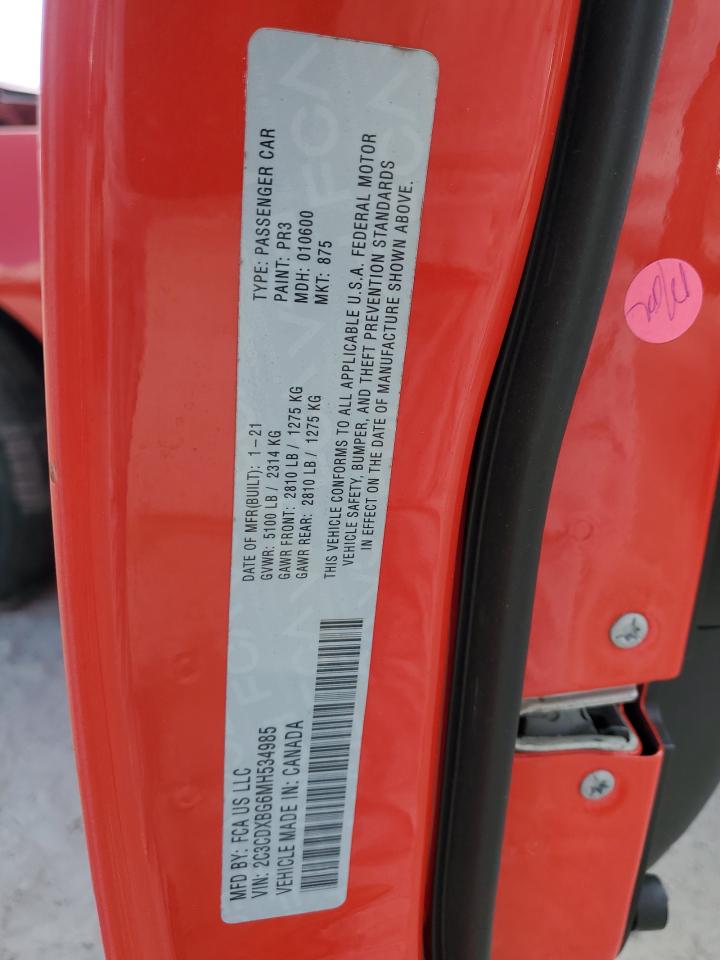 MFD BY: FCA US LLC
DATE OF MFR(BUILT): 1-21
TYPE: PASSENGER CAR
VIN: 2C3CDXBG6MH534985
GVWR: 5100 LB / 2314 KG
PAINT: PR3
VEHICLE MADE IN: CANADA
GAWR FRONT: 2810 LB / 1275 KG
MDH: 010600
GAWR REAR: 2810 LB / 1275 KG
MKT: 875
THIS VEHICLE CONFORMS TO ALL APPLICABLE U.S.A. FEDERAL MOTOR
VEHICLE SAFETY, BUMPER, AND THEFT PREVENTION STANDARDS
IN EFFECT ON THE DATE OF MANUFACTURE SHOWN ABOVE.